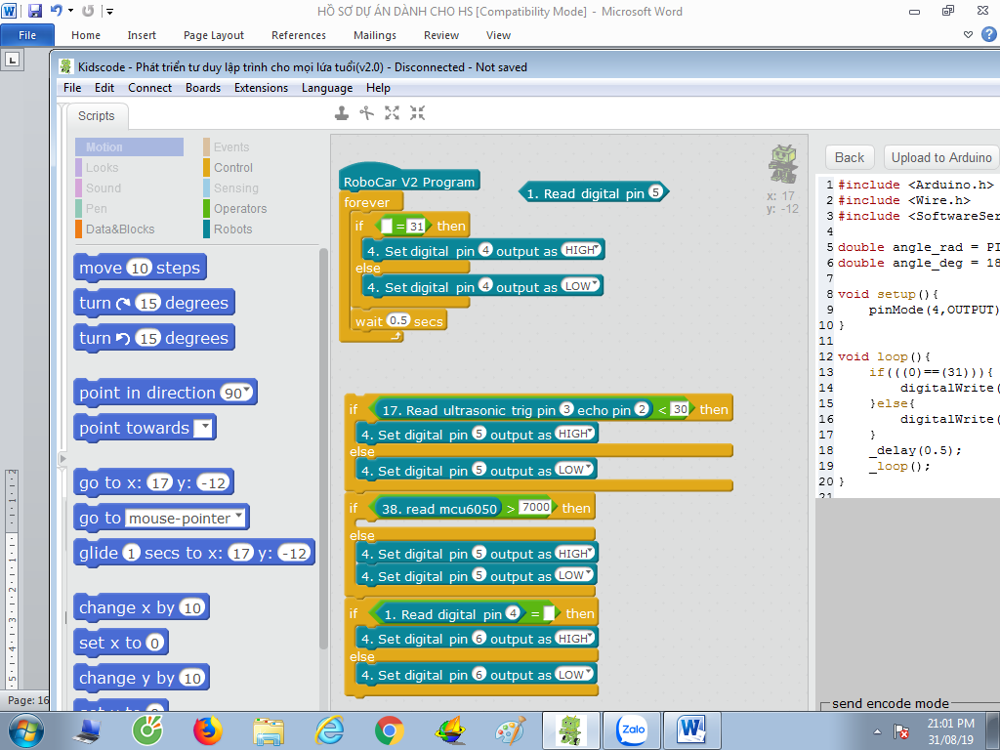 HỒ SƠ DỰ ÁN DÀNH CHO HS [Compatibility Mode] - Microsoft Word
File Home Insert Page Layout References Mailings Review View
Kidscode - Phát triển tư duy lập trình cho mọi lứa tuổi(v2.0) - Disconnected - Not saved
File Edit Connect Boards Extensions Language Help
Scripts
Motion Events
Looks Control
Sound Sensing
Pen Operators
Data&Blocks Robots
move 10 steps
turn 15 degrees
turn 15 degrees
point in direction 90
point towards
go to x: 17 y: -12
go to mouse-pointer
glide 1 secs to x: 17 y: -12
change x by 10
set x to 0
change y by 10
RoboCar V2 Program
forever
if = 31 then
4. Set digital pin 4 output as HIGH
else
4. Set digital pin 4 output as LOW
wait 0.5 secs
1. Read digital pin 5
x: 17
y: -12
if 17. Read ultrasonic trig pin 3 echo pin 2 < 30 then
4. Set digital pin 5 output as HIGH
else
4. Set digital pin 5 output as LOW
if 38. read mcu6050 > 7000 then
else
4. Set digital pin 5 output as HIGH
4. Set digital pin 5 output as LOW
if 1. Read digital pin 4 = then
4. Set digital pin 6 output as HIGH
else
4. Set digital pin 6 output as LOW
Back Upload to Arduino
1 #include <Arduino.h>
2 #include <Wire.h>
3 #include <SoftwareSer
4
5 double angle_rad = PI
6 double angle_deg = 18
7
8 void setup(){
9 pinMode(4,OUTPUT)
10 }
11
12 void loop(){
13 if(((0)==(31))){
14 digitalWrite(
15 }else{
16 digitalWrite(
17 }
18 _delay(0.5);
19 _loop();
20 }
21
send encode mode
Page: 16
Zalo
21:01 PM
31/08/19